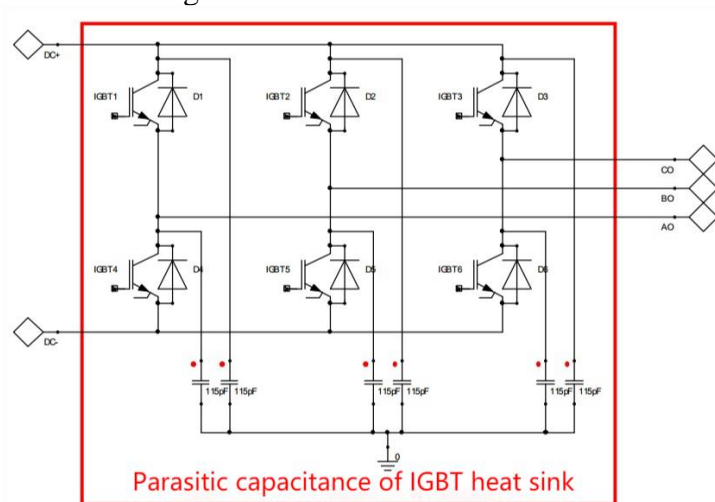 DC+
IGBT1
D1
IGBT2
D2
IGBT3
D3
CO
BO
AO
IGBT4
D4
IGBT5
D5
IGBT6
D6
DC-
115pF
115pF
115pF
115pF
115pF
115pF
0
Parasitic capacitance of IGBT heat sink